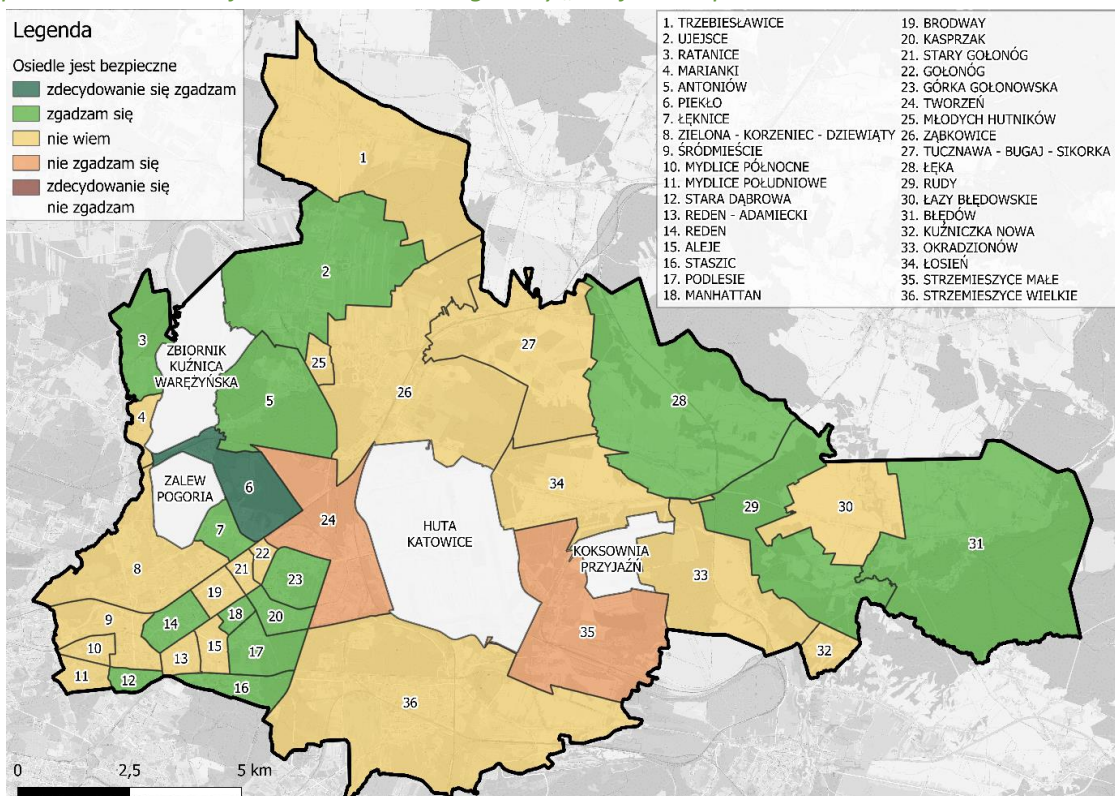 Legenda
Osiedle jest bezpieczne
zdecydowanie się zgadzam
zgadzam się
nie wiem
nie zgadzam się
zdecydowanie się
nie zgadzam
1. TRZEBIESŁAWICE
2. UJEJSCE
3. RATANICE
4. MARIANKI
5. ANTONIÓW
6. PIEKŁO
7. ŁĘKNICE
8. ZIELONA - KORZENIEC - DZIEWIĄTY
9. ŚRÓDMIEŚCIE
10. MYDLICE PÓŁNOCNE
11. MYDLICE POŁUDNIOWE
12. STARA DĄBROWA
13. REDEN - ADAMIECKI
14. REDEN
15. ALEJE
16. STASZIC
17. PODLESIE
18. MANHATTAN
19. BRODWAY
20. KASPRZAK
21. STARY GOŁONÓG
22. GOŁONÓG
23. GÓRKA GOŁONOWSKA
24. TWORZEŃ
25. MŁODYCH HUTNIKÓW
26. ZĄBKOWICE
27. TUCZNAWA - BUGAJ - SIKORKA
28. ŁĘKA
29. RUDY
30. ŁAZY BŁĘDOWSKIE
31. BŁĘDÓW
32. KUŹNICZKA NOWA
33. OKRADZIONÓW
34. ŁOSIEŃ
35. STRZEMIESZYCE MAŁE
36. STRZEMIESZYCE WIELKIE
1
2
3
ZBIORNIK
KUŹNICA
WARĘŻYŃSKA
25
27
4
5
26
28
ZALEW
POGORIA
6
34
29
30
7
24
HUTA
KATOWICE
KOKSOWNIA
PRZYJAŹŃ
31
8
22
21
23
33
19
18
20
9
14
35
10
13
15
17
32
11
12
16
36
0
2,5
5 km